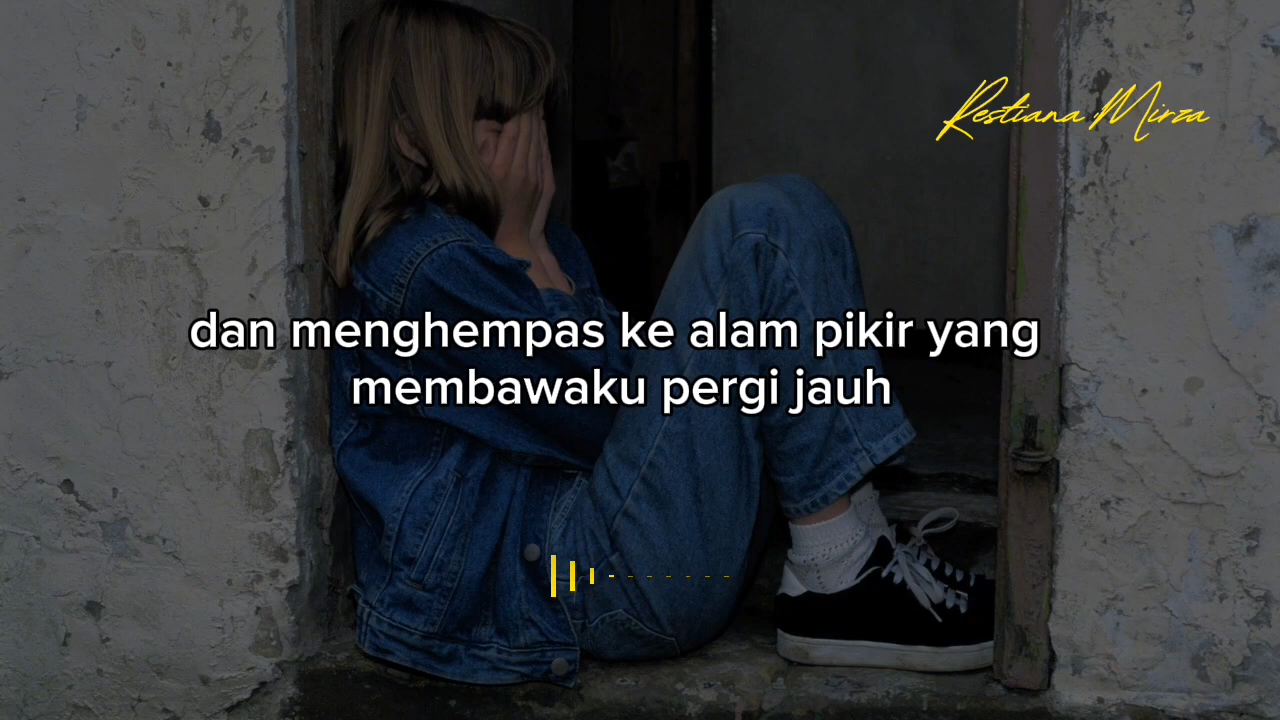 Restiana Mirza
dan menghempas ke alam pikir yang
membawaku pergi jauh